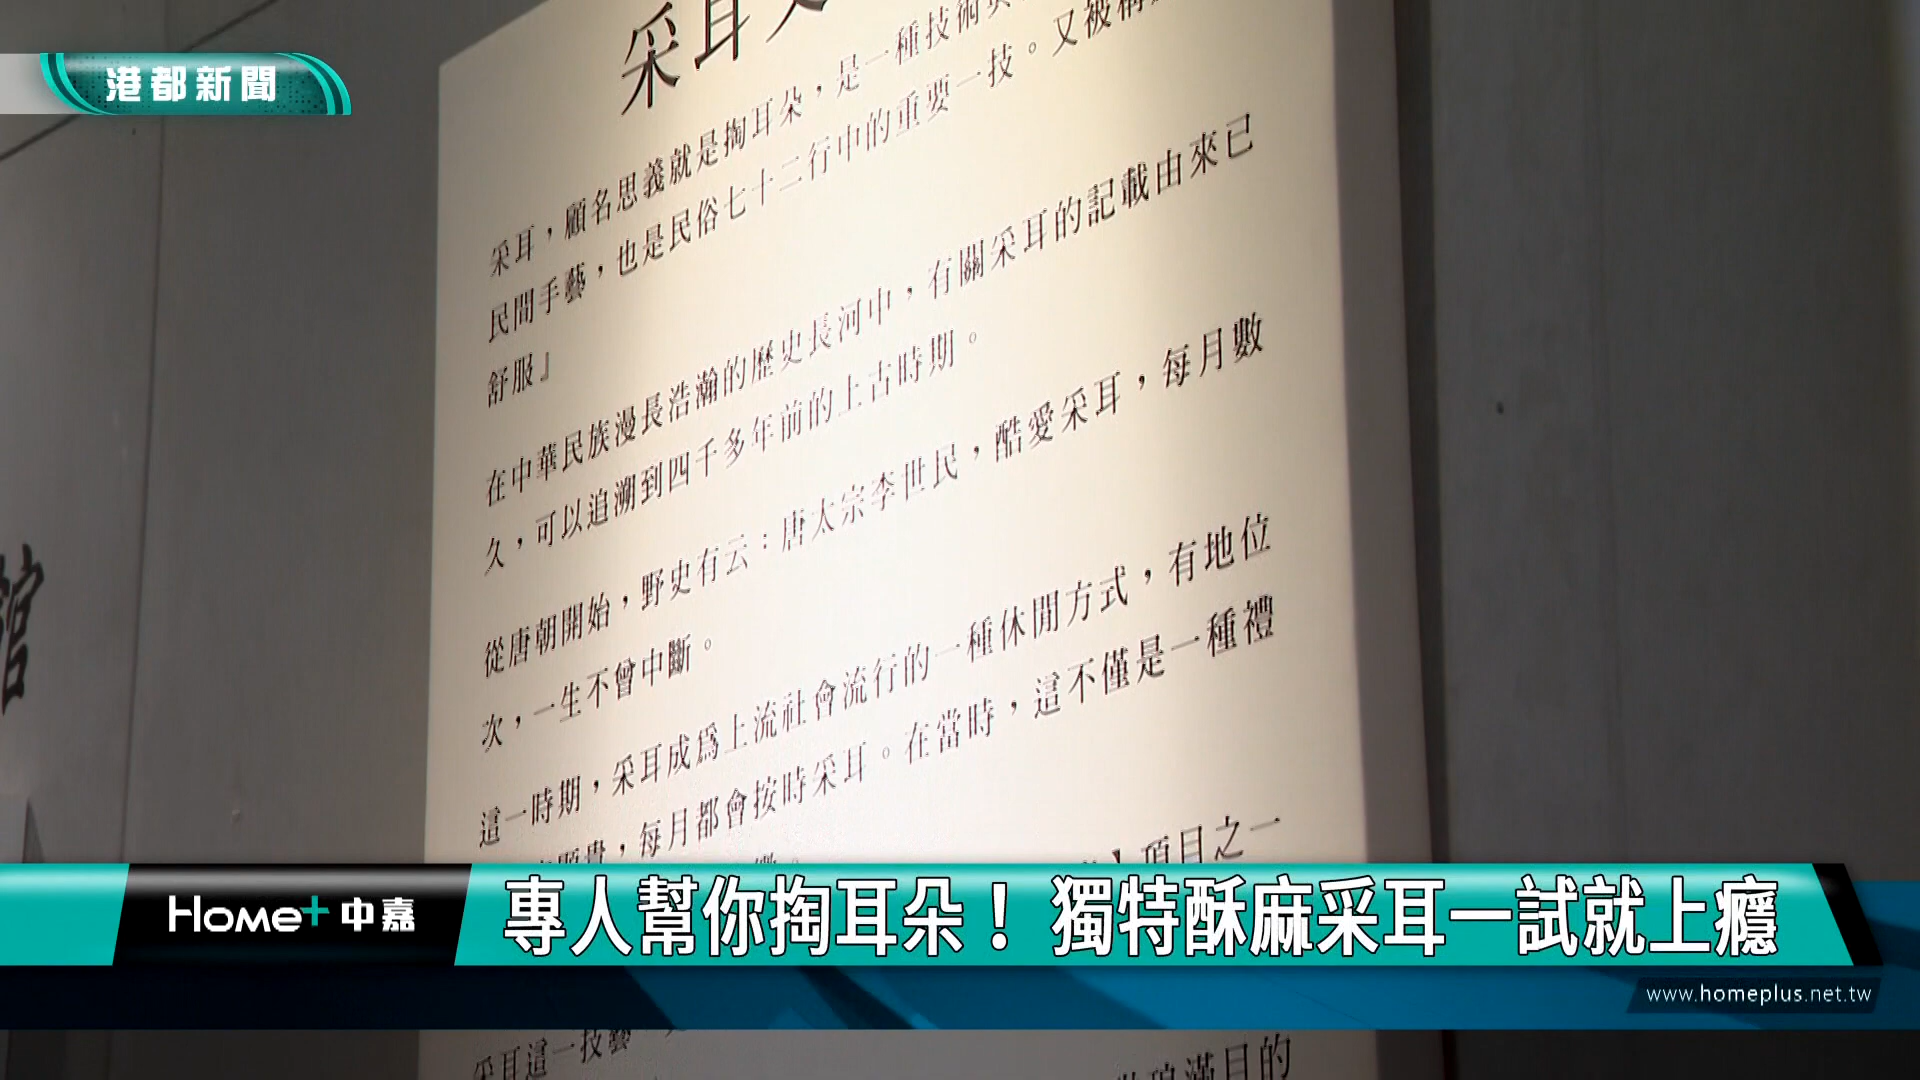 港都新聞
采耳
采耳，顧名思義就是掏耳朵，是一種技術
民間手藝，也是民俗七十二行中的重要一技。又被稱
舒服』
在中華民族漫長浩瀚的歷史長河中，有關采耳的記載由來已
久，可以追溯到四千多年前的上古時期。
從唐朝開始，野史有云：唐太宗李世民，酷愛采耳，每月數
次，一生不曾中斷。
這一時期，采耳成爲上流社會流行的一種休閒方式，有地位
，每月都會按時采耳。在當時，這不僅是一種禮
項目之一
館
Home+ 中嘉
專人幫你掏耳朵！ 獨特酥麻采耳一試就上癮
www.homeplus.net.tw
采耳這一技藝
滿目的